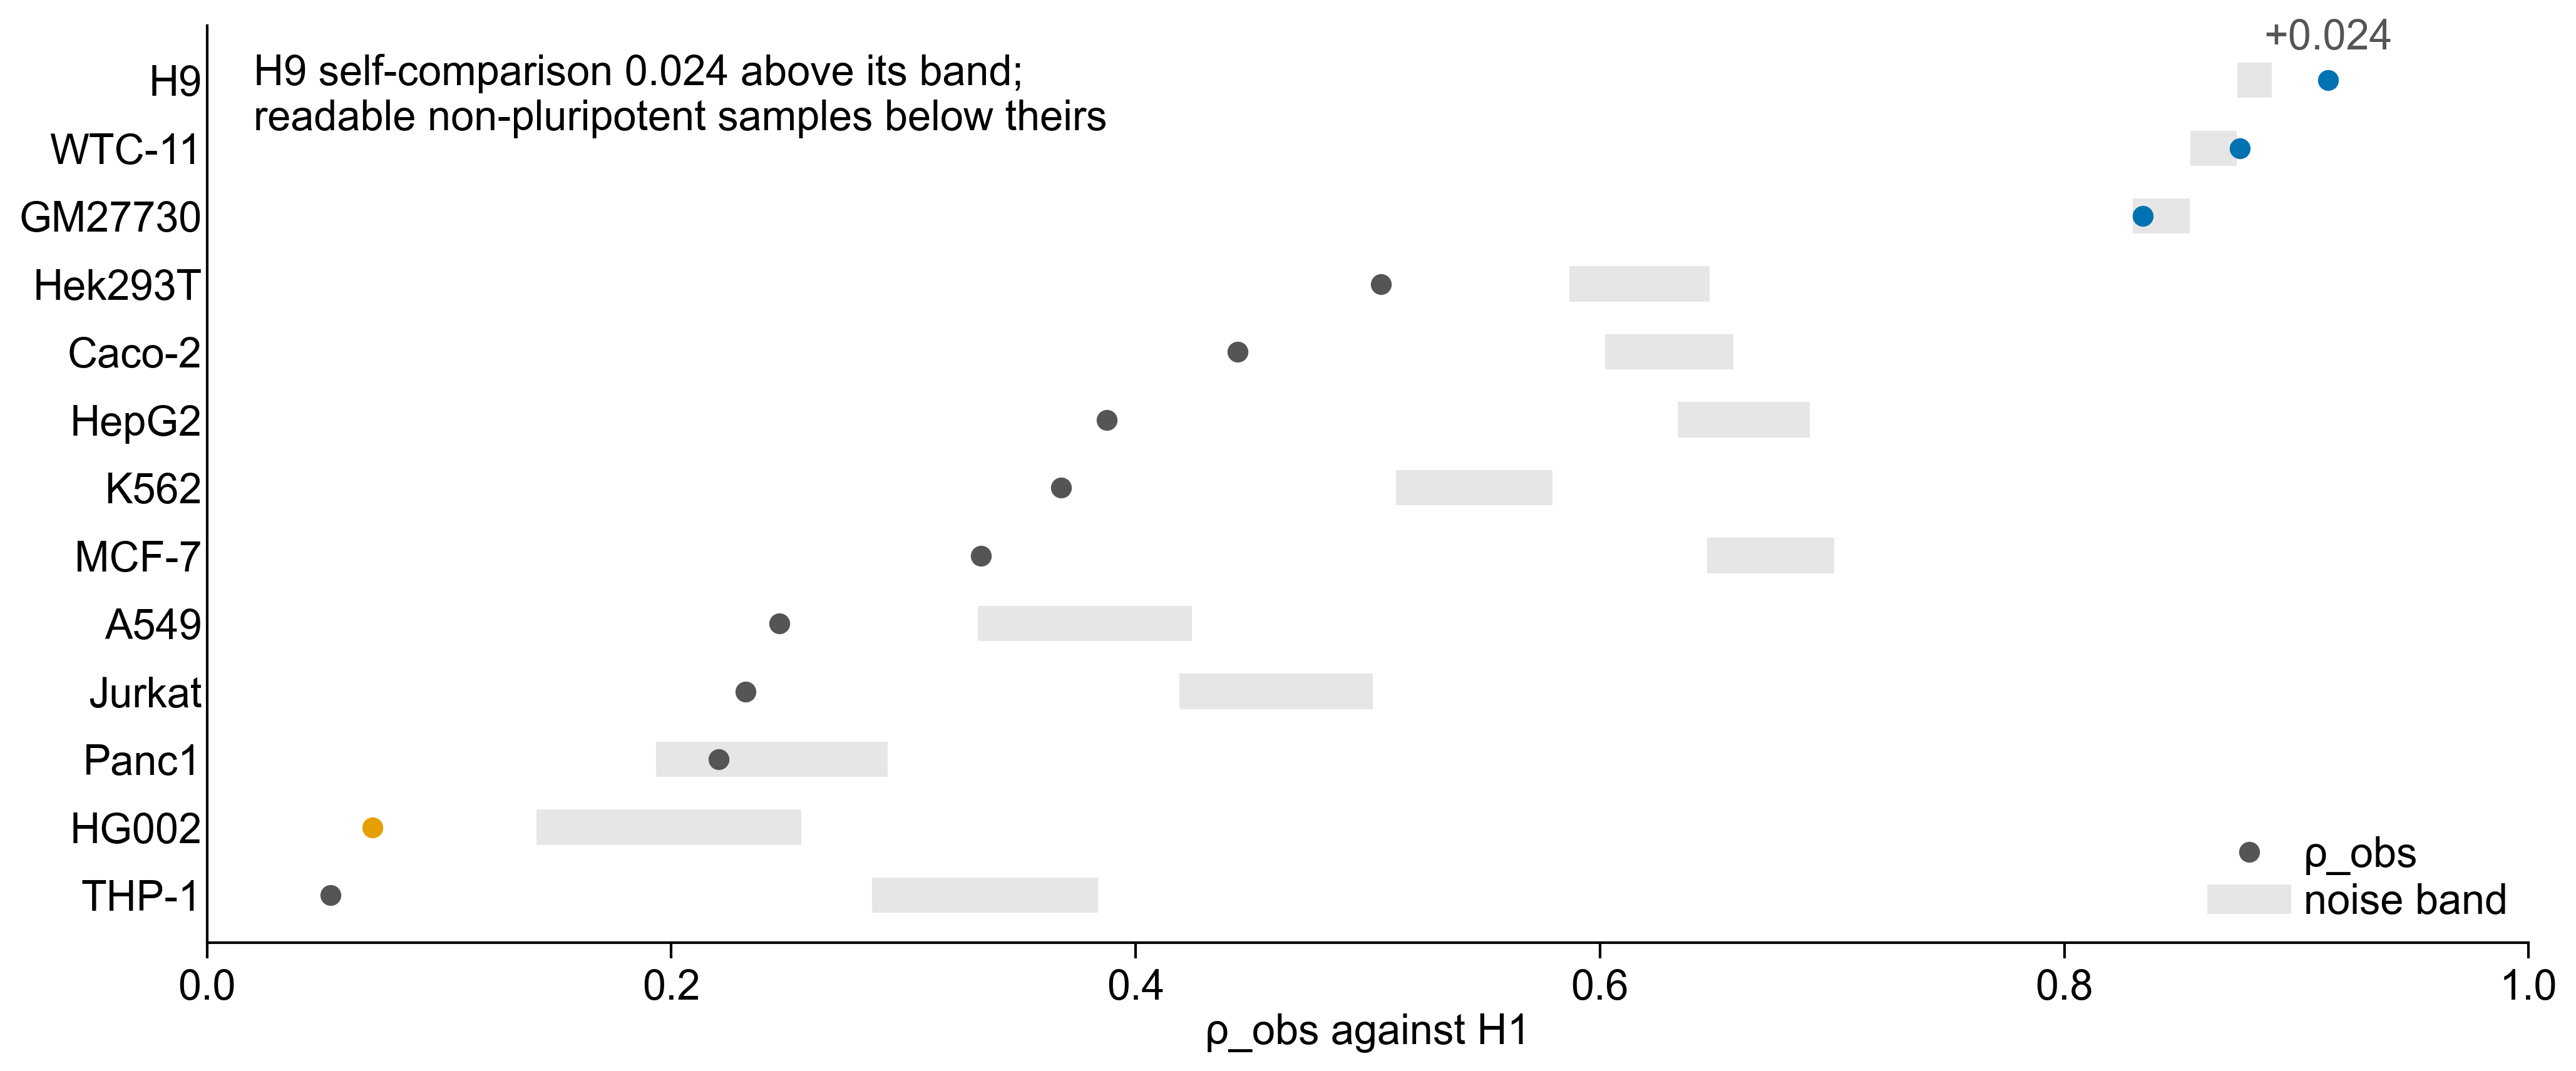 +0.024
H9 self-comparison 0.024 above its band;
readable non-pluripotent samples below theirs
H9
WTC-11
GM27730
Hek293T
Caco-2
HepG2
K562
MCF-7
A549
Jurkat
Panc1
HG002
THP-1
ρ_obs
noise band
0.0 0.2 0.4 0.6 0.8 1.0
ρ_obs against H1